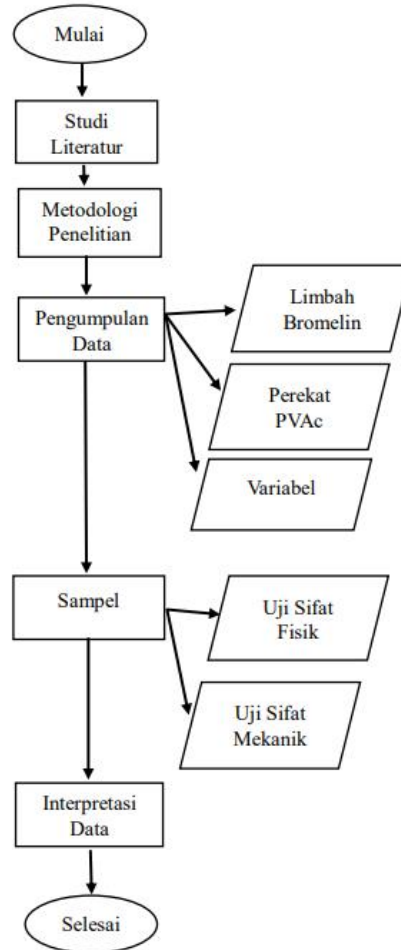 Mulai
Studi
Literatur
Metodologi
Penelitian
Pengumpulan
Data
Limbah
Bromelin
Perekat
PVAc
Variabel
Sampel
Uji Sifat
Fisik
Uji Sifat
Mekanik
Interpretasi
Data
Selesai